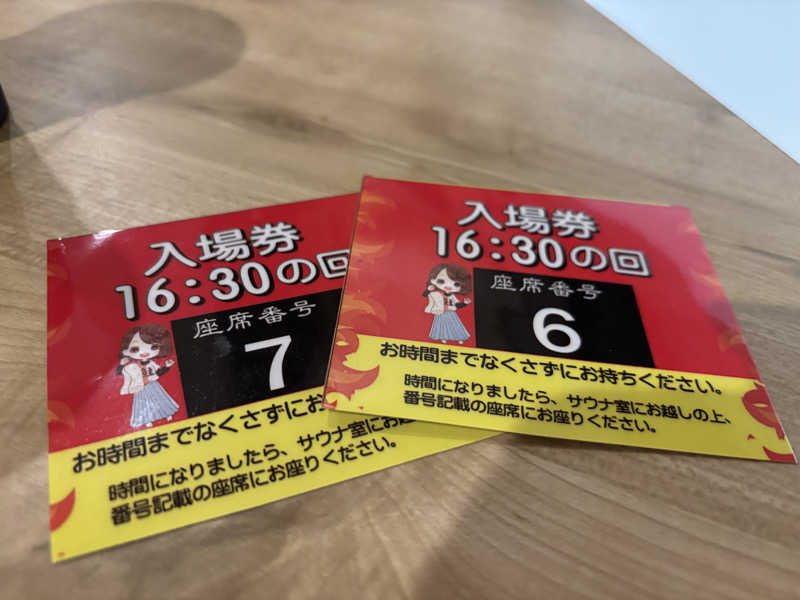 入場券
16:30の回
座席番号
7
お時間までなくさずにお
時間になりましたら、サウナ室にお
番号記載の座席にお座りください。
入場券
16:30の回
座席番号
6
お時間までなくさずにお持ちください。
時間になりましたら、サウナ室にお越しの上、
番号記載の座席にお座りください。